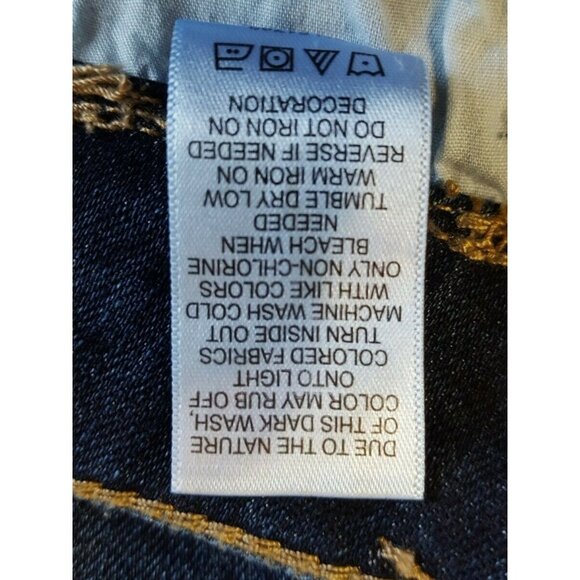 DUE TO THE NATURE
OF THIS DARK WASH,
COLOR MAY RUB OFF
ONTO LIGHT
COLORED FABRICS
TURN INSIDE OUT
MACHINE WASH COLD
WITH LIKE COLORS
ONLY NON-CHLORINE
BLEACH WHEN
NEEDED
TUMBLE DRY LOW
WARM IRON ON
REVERSE IF NEEDED
DO NOT IRON ON
DECORATION